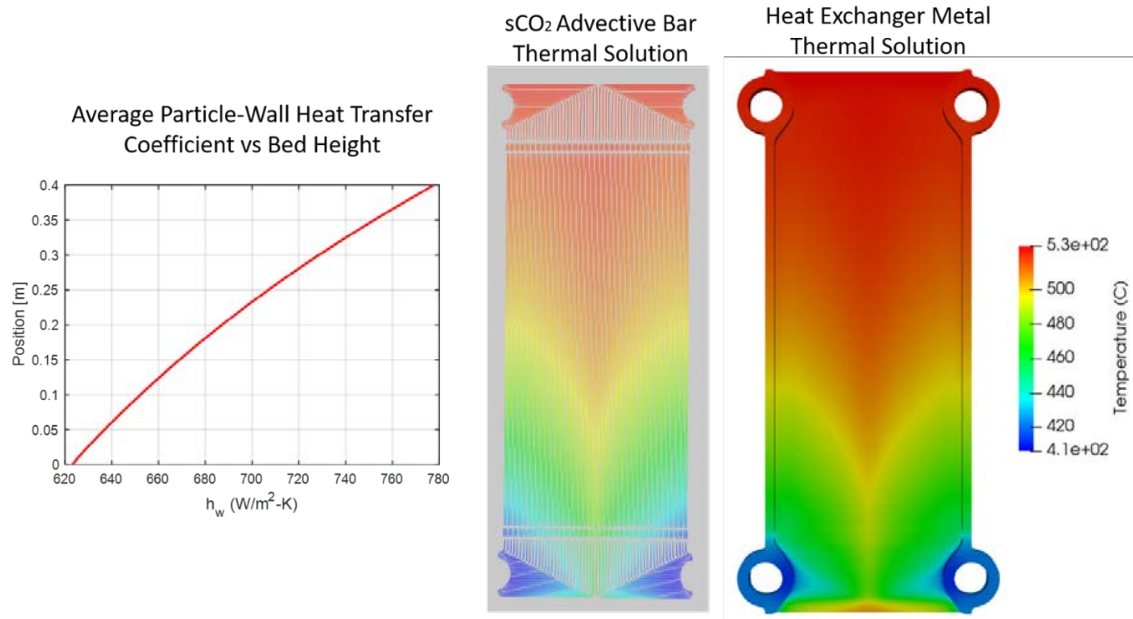 sCO₂ Advective Bar
Thermal Solution
Heat Exchanger Metal
Thermal Solution
Average Particle-Wall Heat Transfer
Coefficient vs Bed Height
0.4
0.35
0.3
0.25
0.2
0.15
0.1
0.05
0
Position [m]
620 640 660 680 700 720 740 760 780
h_w (W/m²-K)
5.3e+02
500
480
460
440
420
4.1e+02
Temperature (C)